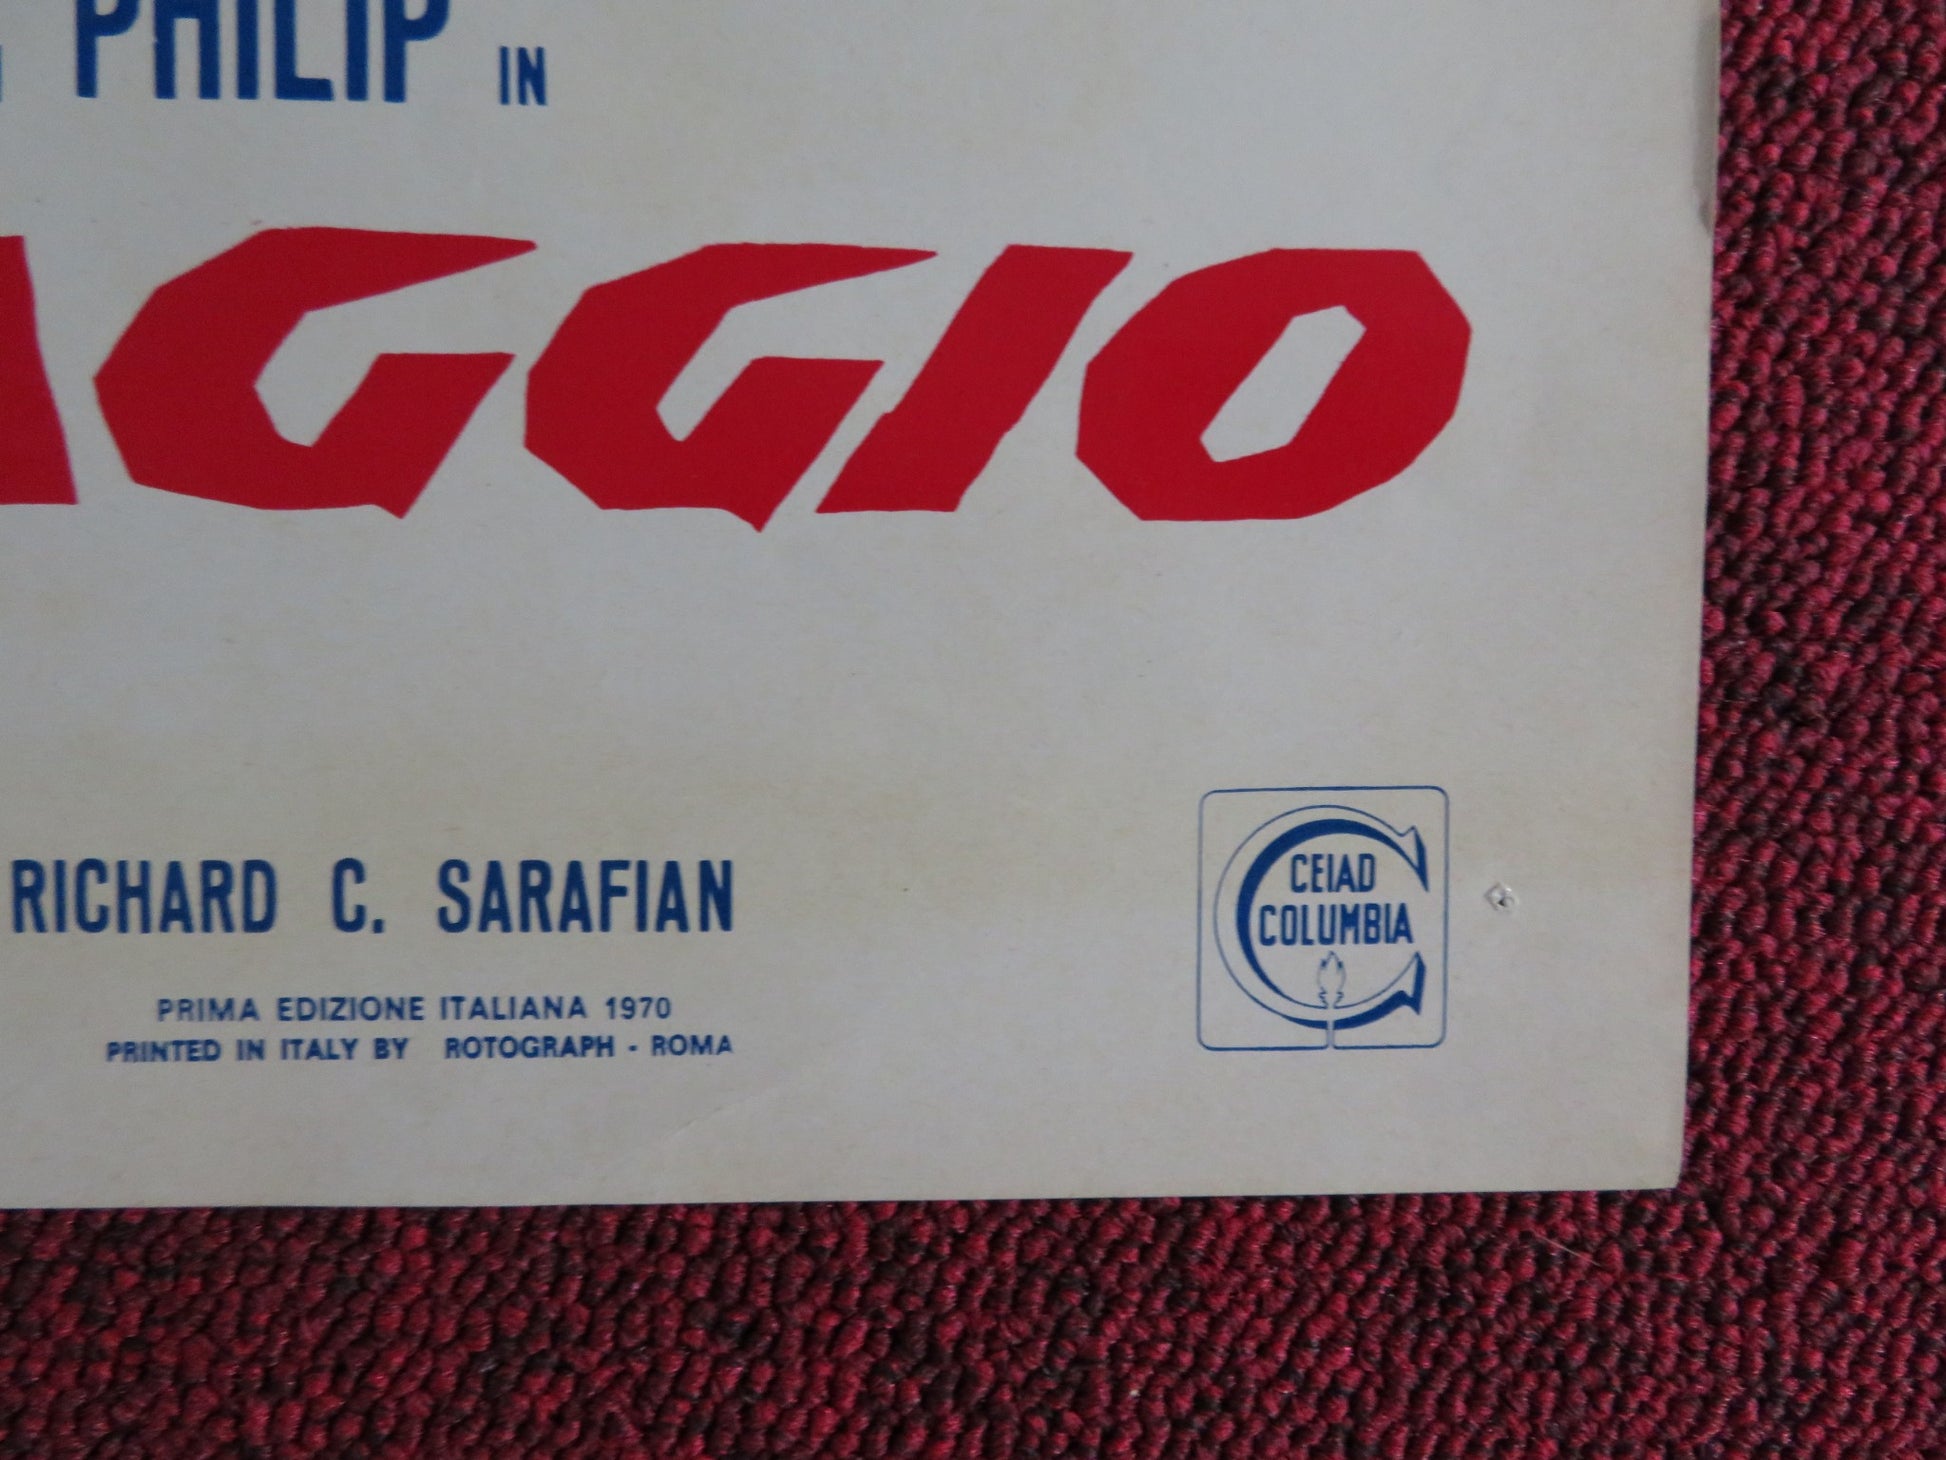 PHILIP IN
AGGIO
RICHARD C. SARAFIAN
CEIAD
COLUMBIA
PRIMA EDIZIONE ITALIANA 1970
PRINTED IN ITALY BY ROTOGRAPH - ROMA